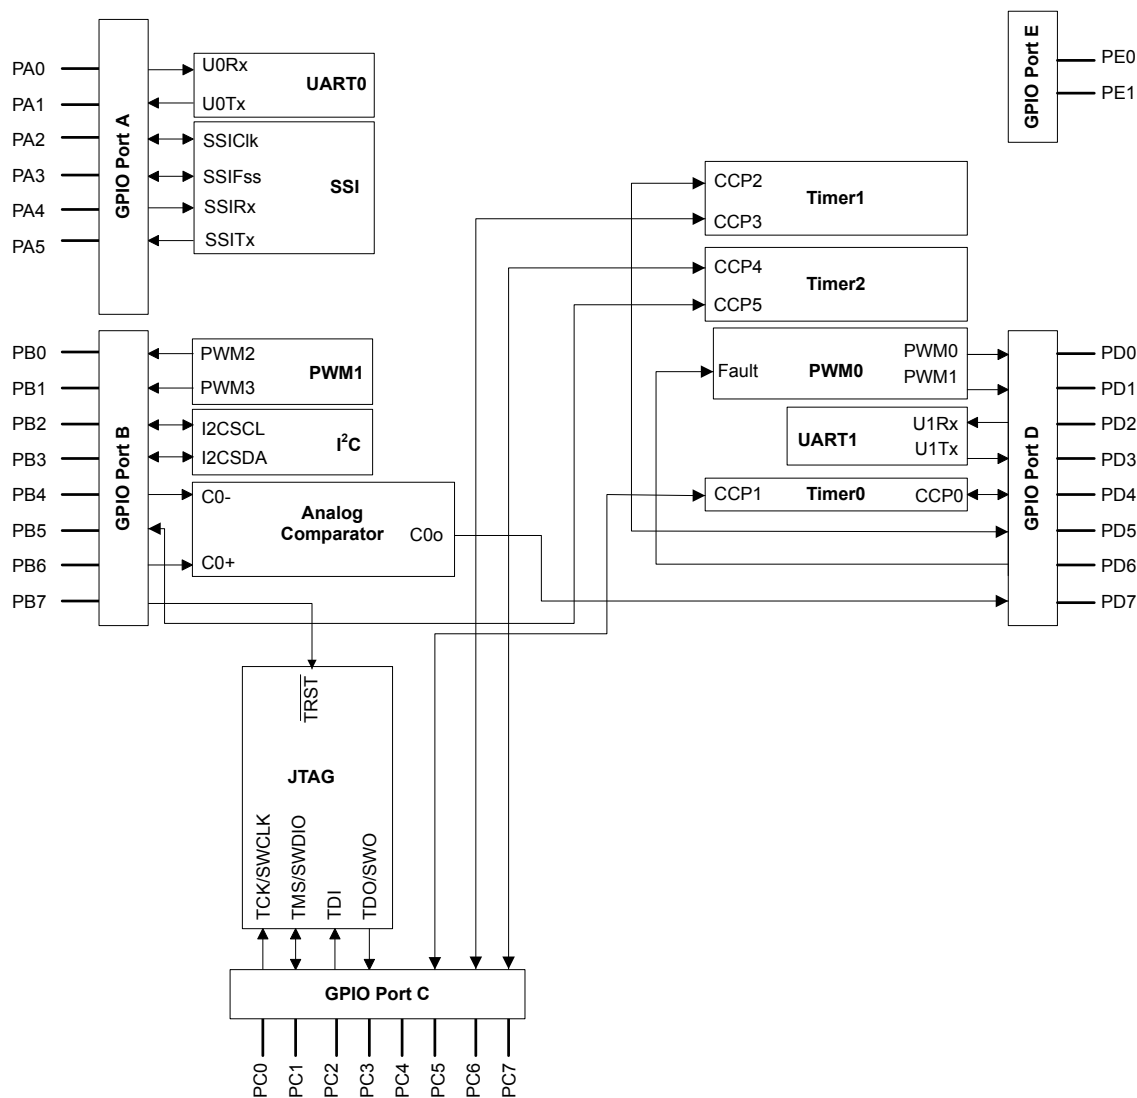 PA0
PA1
PA2
PA3
PA4
PA5
GPIO Port A
U0Rx
U0Tx
UART0
SSIClk
SSIFss
SSIRx
SSITx
SSI
GPIO Port E
PE0
PE1
CCP2
CCP3
Timer1
CCP4
CCP5
Timer2
PB0
PB1
PB2
PB3
PB4
PB5
PB6
PB7
GPIO Port B
PWM2
PWM3
PWM1
I2CSCL
I2CSDA
I²C
C0-
C0+
Analog
Comparator
C0o
Fault
PWM0
PWM0
PWM1
UART1
U1Rx
U1Tx
CCP1
Timer0
CCP0
GPIO Port D
PD0
PD1
PD2
PD3
PD4
PD5
PD6
PD7
TRST
JTAG
TCK/SWCLK
TMS/SWDIO
TDI
TDO/SWO
GPIO Port C
PC0
PC1
PC2
PC3
PC4
PC5
PC6
PC7